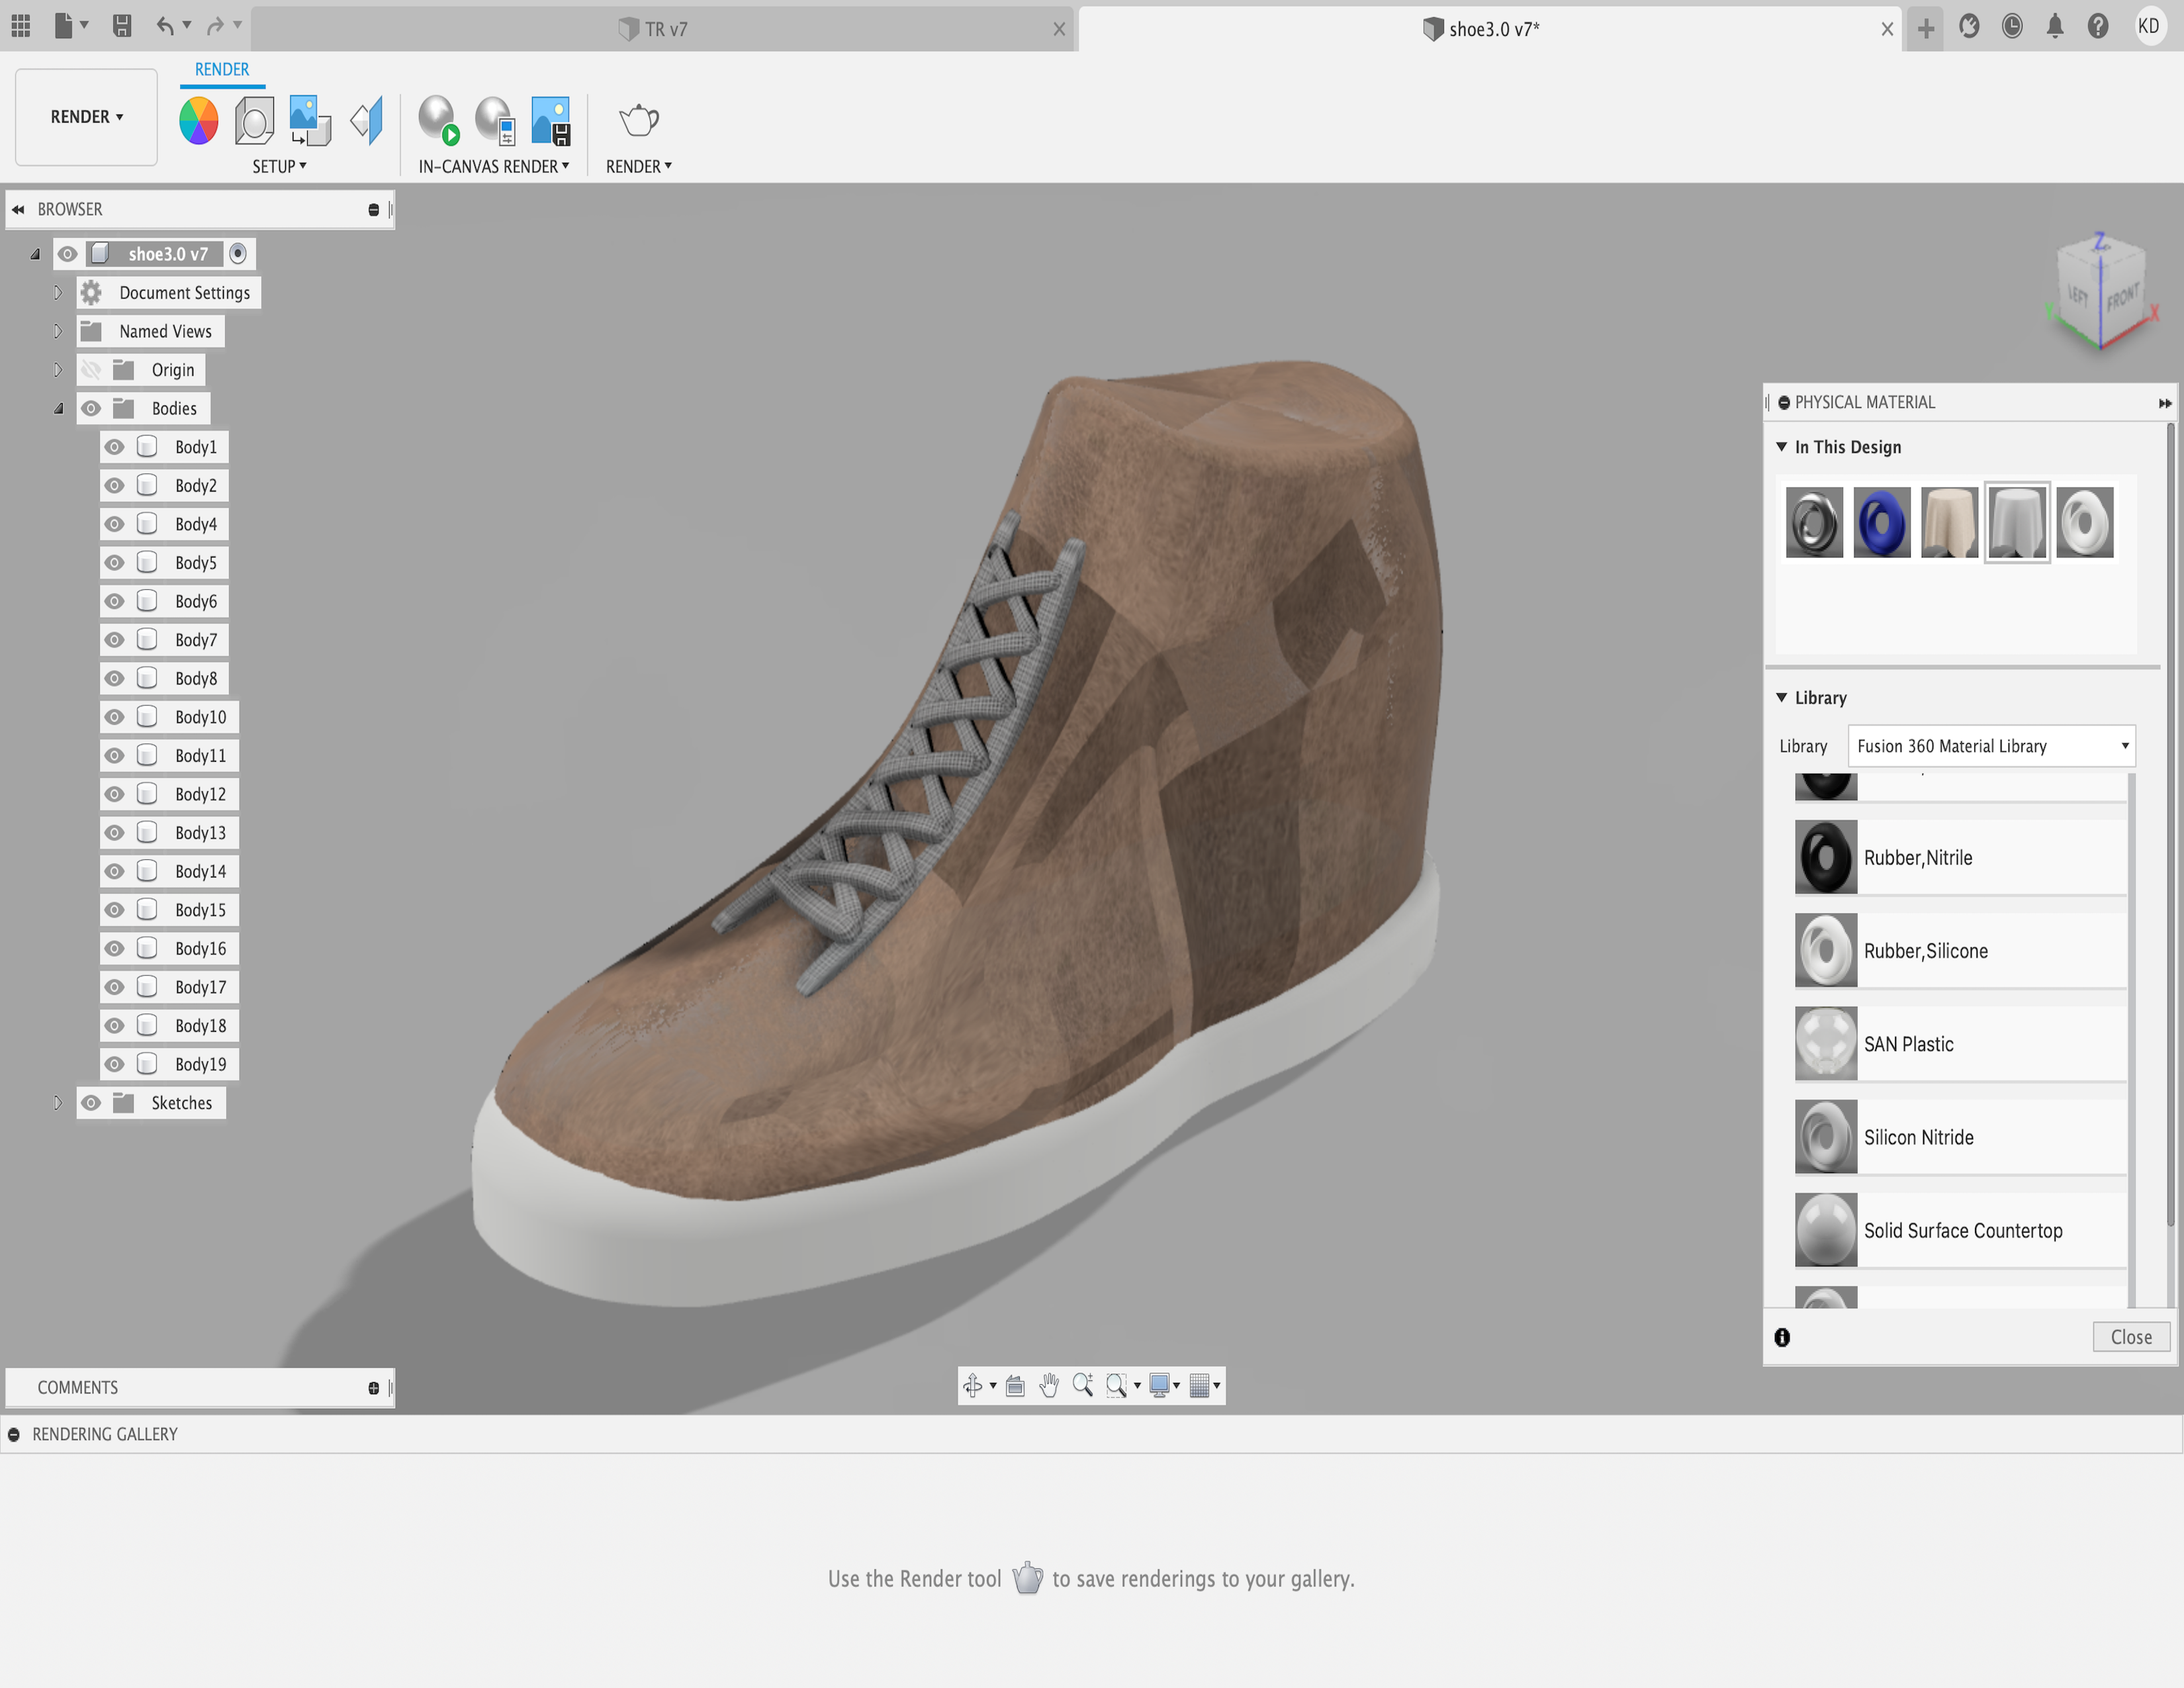 TR v7
shoe3.0 v7*
KD
RENDER
RENDER
SETUP
IN-CANVAS RENDER
RENDER
BROWSER
shoe3.0 v7
Document Settings
Named Views
Origin
Bodies
Body1
Body2
Body4
Body5
Body6
Body7
Body8
Body10
Body11
Body12
Body13
Body14
Body15
Body16
Body17
Body18
Body19
Sketches
Z
LEFT
FRONT
Y
X
PHYSICAL MATERIAL
In This Design
Library
Library Fusion 360 Material Library
Rubber,Nitrile
Rubber,Silicone
SAN Plastic
Silicon Nitride
Solid Surface Countertop
Close
COMMENTS
RENDERING GALLERY
Use the Render tool to save renderings to your gallery.